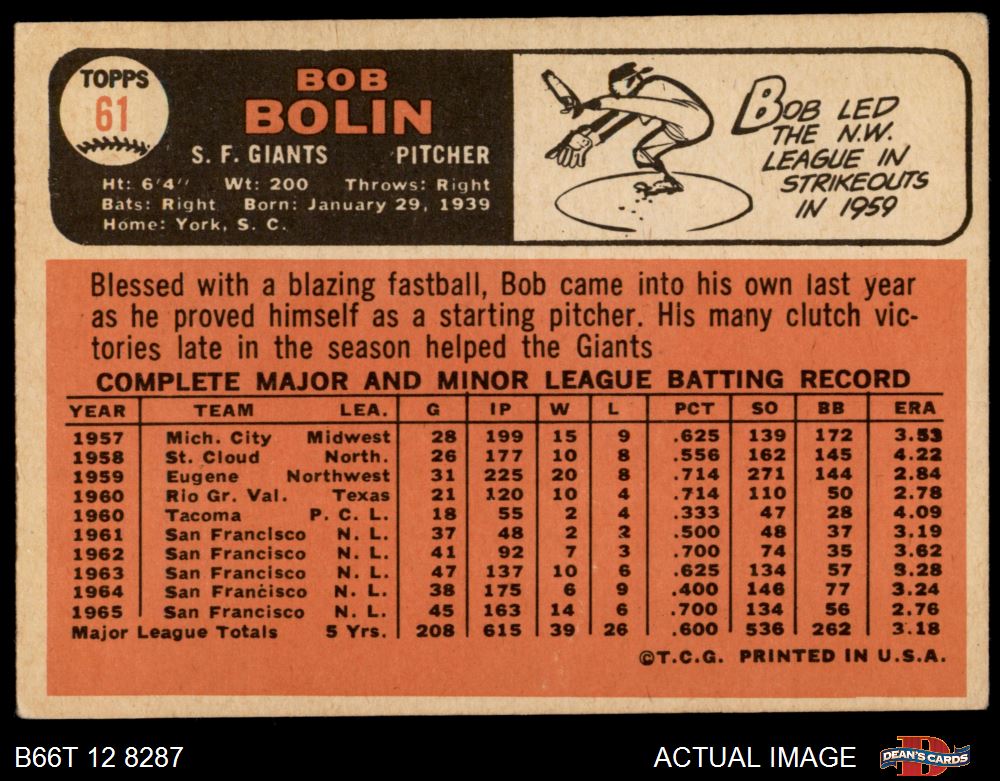 TOPPS
61
BOB
BOLIN
S. F. GIANTS PITCHER
Ht: 6'4" Wt: 200 Throws: Right
Bats: Right Born: January 29, 1939
Home: York, S. C.
BOB LED
THE N.W.
LEAGUE IN
STRIKEOUTS
IN 1959
Blessed with a blazing fastball, Bob came into his own last year
as he proved himself as a starting pitcher. His many clutch vic-
tories late in the season helped the Giants
COMPLETE MAJOR AND MINOR LEAGUE BATTING RECORD
YEAR TEAM LEA. G IP W L PCT SO BB ERA
1957 Mich. City Midwest 28 199 15 9 .625 139 172 3.53
1958 St. Cloud North. 26 177 10 8 .556 162 145 4.22
1959 Eugene Northwest 31 225 20 8 .714 271 144 2.84
1960 Rio Gr. Val. Texas 21 120 10 4 .714 110 50 2.78
1960 Tacoma P. C. L. 18 55 2 4 .333 47 28 4.09
1961 San Francisco N. L. 37 48 2 2 .500 48 37 3.19
1962 San Francisco N. L. 41 92 7 3 .700 74 35 3.62
1963 San Francisco N. L. 47 137 10 6 .625 134 57 3.28
1964 San Francisco N. L. 38 175 6 9 .400 146 77 3.24
1965 San Francisco N. L. 45 163 14 6 .700 134 56 2.76
Major League Totals 5 Yrs. 208 615 39 26 .600 536 262 3.18
©T.C.G. PRINTED IN U.S.A.
B66T 12 8287 ACTUAL IMAGE DEAN'S CARDS